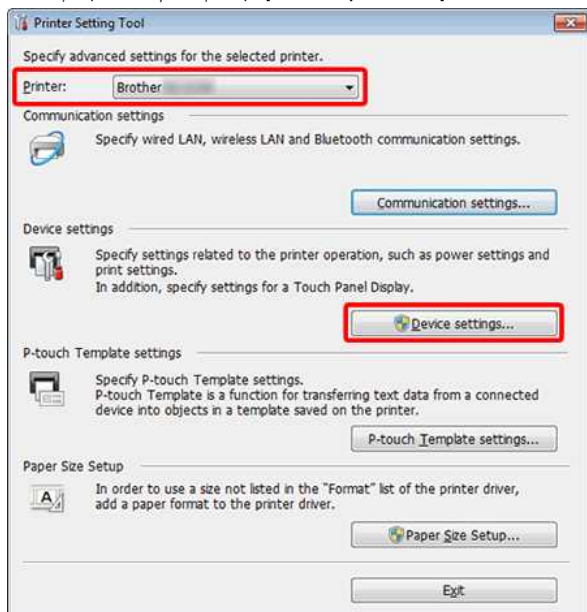 Printer Setting Tool
Specify advanced settings for the selected printer.
Printer: Brother
Communication settings
Specify wired LAN, wireless LAN and Bluetooth communication settings.
Communication settings...
Device settings
Specify settings related to the printer operation, such as power settings and
print settings.
In addition, specify settings for a Touch Panel Display.
Device settings...
P-touch Template settings
Specify P-touch Template settings.
P-touch Template is a function for transferring text data from a connected
device into objects in a template saved on the printer.
P-touch Template settings...
Paper Size Setup
In order to use a size not listed in the "Format" list of the printer driver,
add a paper format to the printer driver.
Paper Size Setup...
Exit